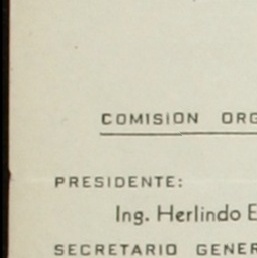 COMISION ORG
PRESIDENTE:
Ing. Herlindo E
SECRETARIO GENER